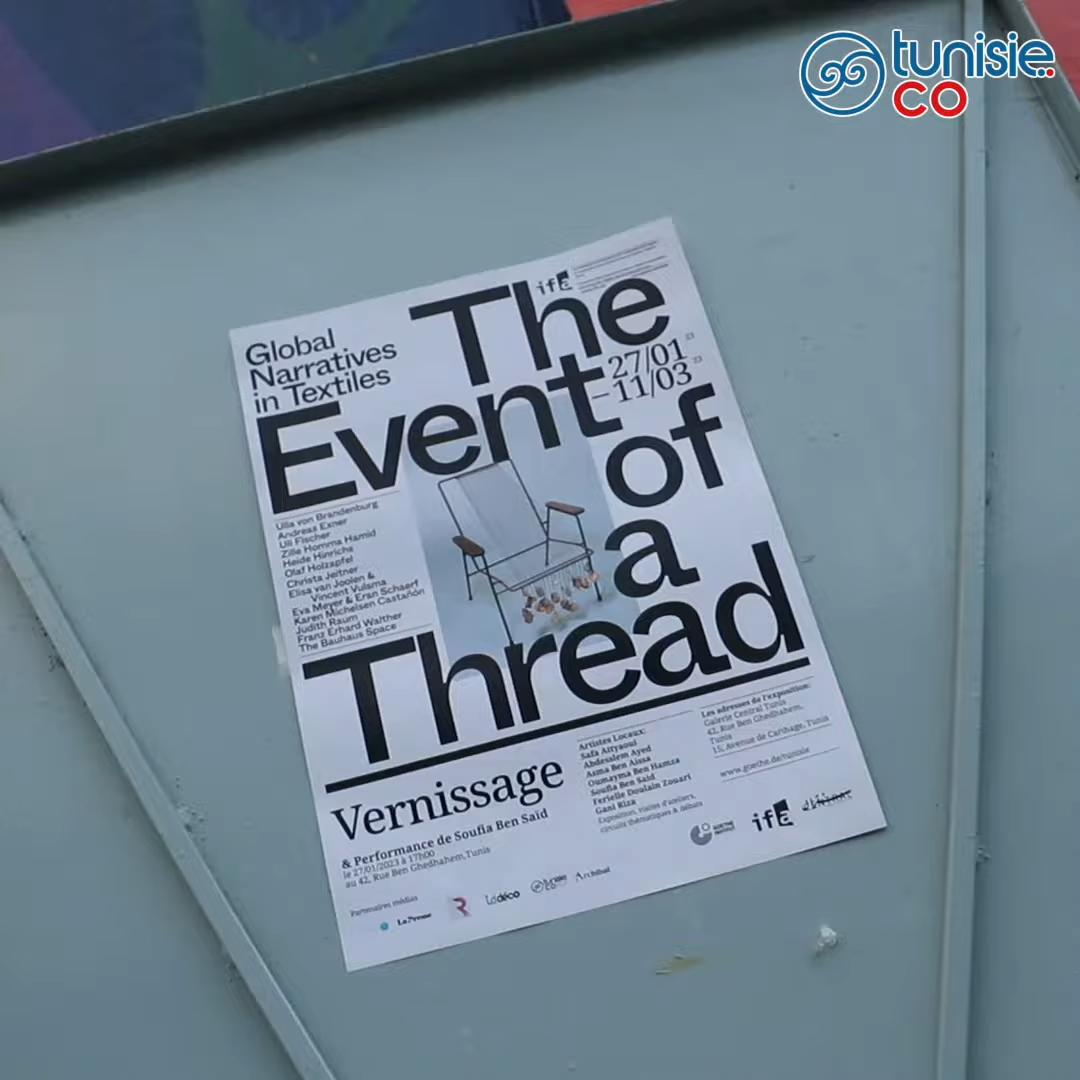 tunisie.
co
ifa
The
Global
Narratives
in Textiles
27/01 23
– 11/03 23
Event
of
a
Thread
Ulla von Brandenburg
Andreas Exner
Uli Fischer
Zille Homma Hamid
Heide Hinrichs
Olaf Holzapfel
Christa Jeitner
Elisa van Joolen &
Vincent Vulsma
Eva Meyer & Eran Schaerf
Karen Michelsen Castañón
Judith Raum
Franz Erhard Walther
The Bauhaus Space
Vernissage
& Performance de Soufia Ben Saïd
le 27/01/2023 à 17h00
au 42, Rue Ben Ghedhahem, Tunis
Artistes Locaux:
Safa Attyaoui
Abdesslem Ayed
Asma Ben Aissa
Oumayma Ben Hamza
Soufia Ben Saïd
Ferielle Doulain Zouari
Gani Riza
Exposition, visites d'ateliers,
circuits thématiques & débats
Les adresses de l'exposition:
Galerie Central Tunis
42, Rue Ben Ghedhahem,
Tunis
15, Avenue de Carthage, Tunis
www.goethe.de/tunisie
GOETHE
INSTITUT
ifa
Partenaires médias
La Presse
R
Lldéco
tunisie
co
Archibat